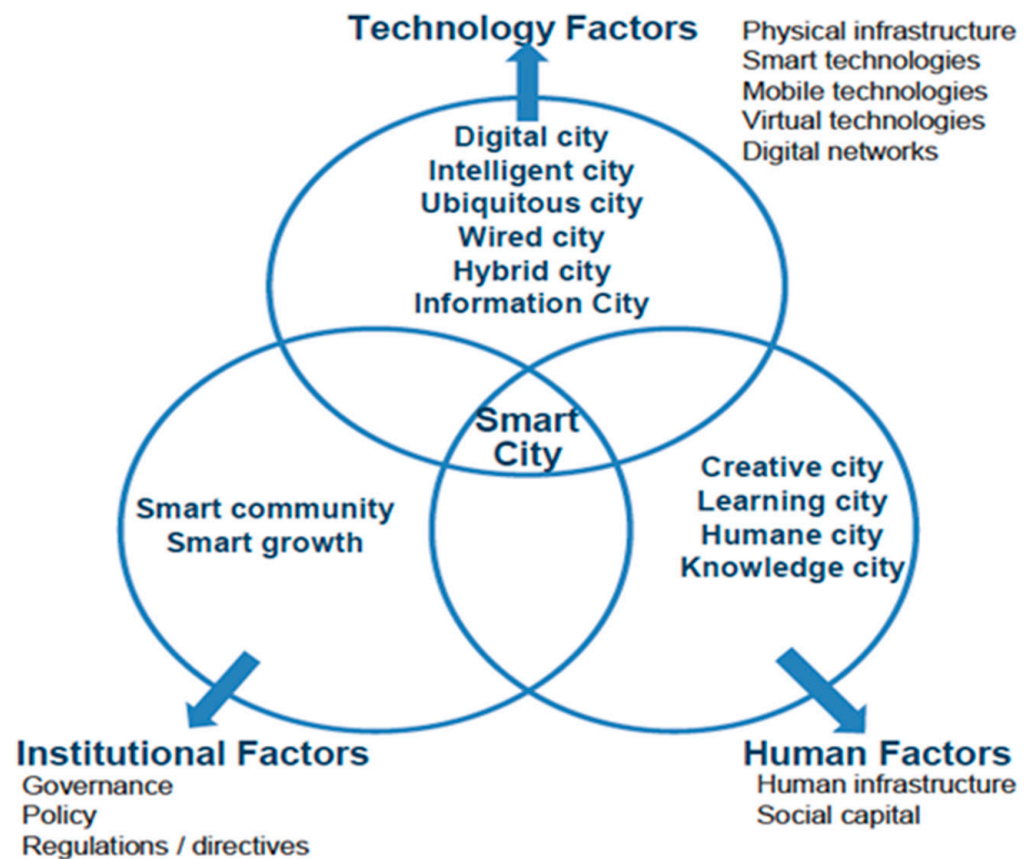 Technology Factors
Physical infrastructure
Smart technologies
Mobile technologies
Virtual technologies
Digital networks
Digital city
Intelligent city
Ubiquitous city
Wired city
Hybrid city
Information City
Smart
City
Smart community
Smart growth
Creative city
Learning city
Humane city
Knowledge city
Institutional Factors
Governance
Policy
Regulations / directives
Human Factors
Human infrastructure
Social capital